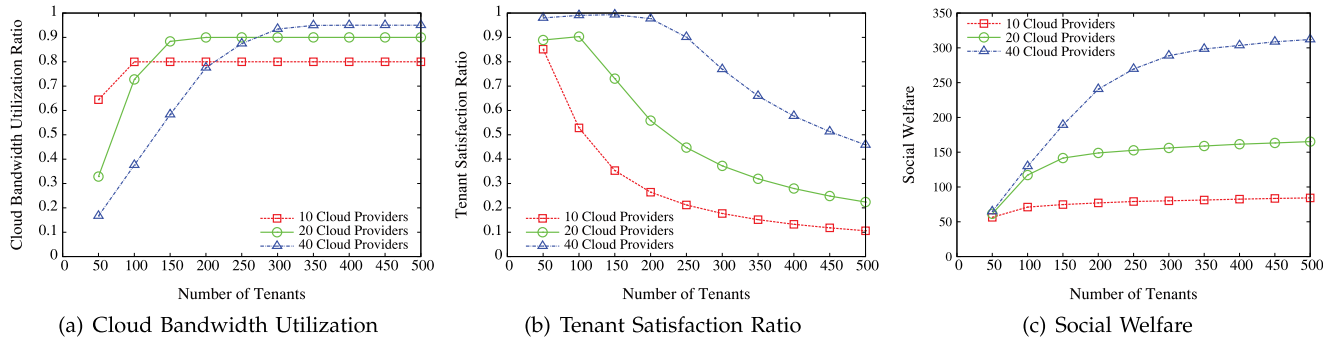 Cloud Bandwidth Utilization Ratio
1
0.9
0.8
0.7
0.6
0.5
0.4
0.3
0.2
0.1
0
10 Cloud Providers
20 Cloud Providers
40 Cloud Providers
0 50 100 150 200 250 300 350 400 450 500
Number of Tenants
(a) Cloud Bandwidth Utilization
Tenant Satisfaction Ratio
1
0.9
0.8
0.7
0.6
0.5
0.4
0.3
0.2
0.1
0
10 Cloud Providers
20 Cloud Providers
40 Cloud Providers
0 50 100 150 200 250 300 350 400 450 500
Number of Tenants
(b) Tenant Satisfaction Ratio
Social Welfare
350
300
250
200
150
100
50
0
10 Cloud Providers
20 Cloud Providers
40 Cloud Providers
0 50 100 150 200 250 300 350 400 450 500
Number of Tenants
(c) Social Welfare